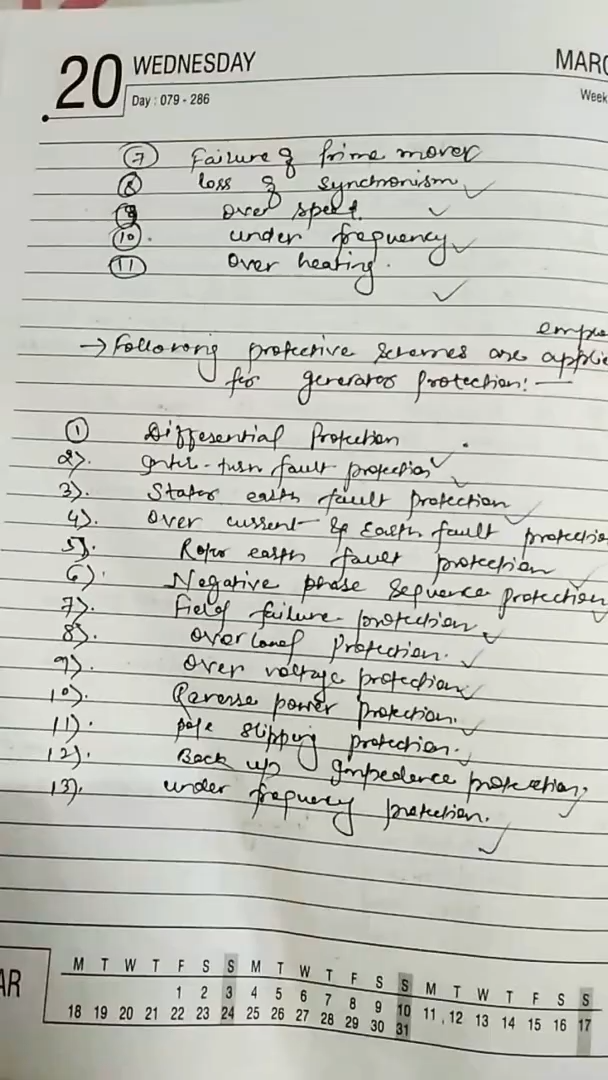 20 WEDNESDAY MARC
Day : 079 - 286 Week
7 Failure of prime mover
8 loss of synchronism ✓
9 over speed. ✓
10. under frequency ✓
11 Over heating. ✓
emplo
→ Following protective schemes are applie
for generator protection: —
1 Differential Protection .
2). Inter-turn fault protection ✓
3). Stator earth fault protection ✓
4). Over current & Earth fault protectio
5). Rotor earth fault protection ✓
6). Negative phase sequence protection
7). Field failure protection ✓
8). Overload Protection. ✓
9). Over voltage protection ✓
10). Reverse power Protection. ✓
11). pole slipping protection. ✓
12). Back up Impedence protection, ✓
13). under frequency protection. ✓
AR
M T W T F S S M T W T F S S M T W T F S S
1 2 3 4 5 6 7 8 9 10 11 12 13 14 15 16 17
18 19 20 21 22 23 24 25 26 27 28 29 30 31